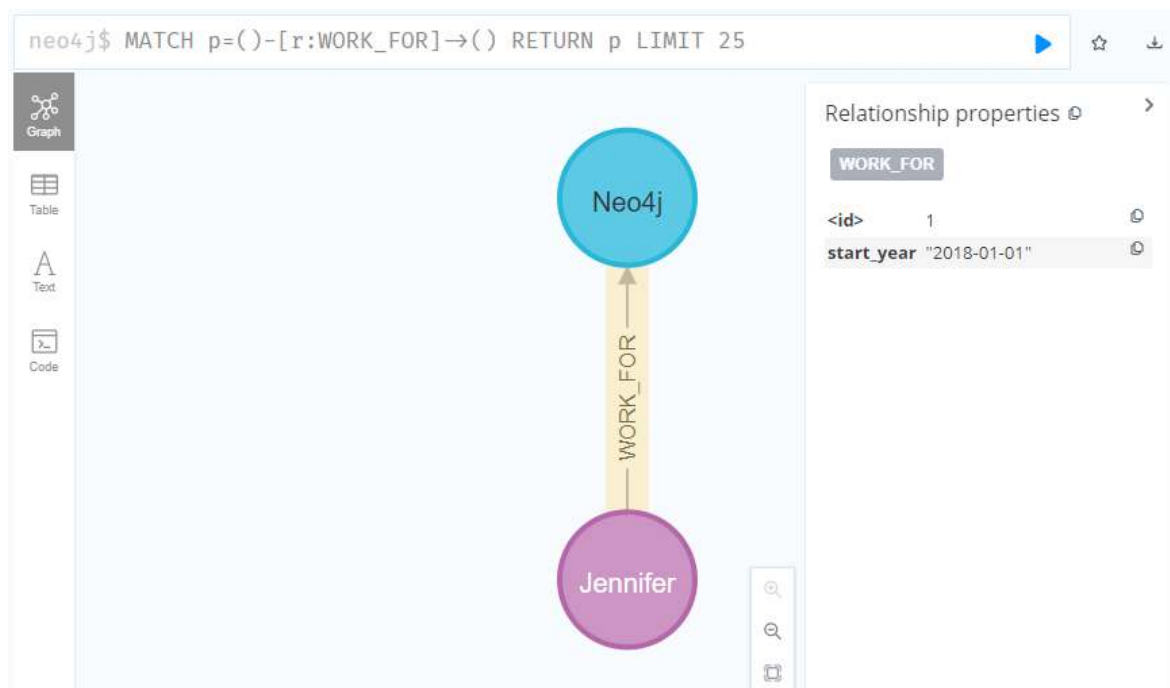 neo4j$ MATCH p=()-[r:WORK_FOR]→() RETURN p LIMIT 25
Graph
Table
Text
Code
Neo4j
WORK_FOR
Jennifer
Relationship properties
WORK_FOR
<id> 1
start_year "2018-01-01"